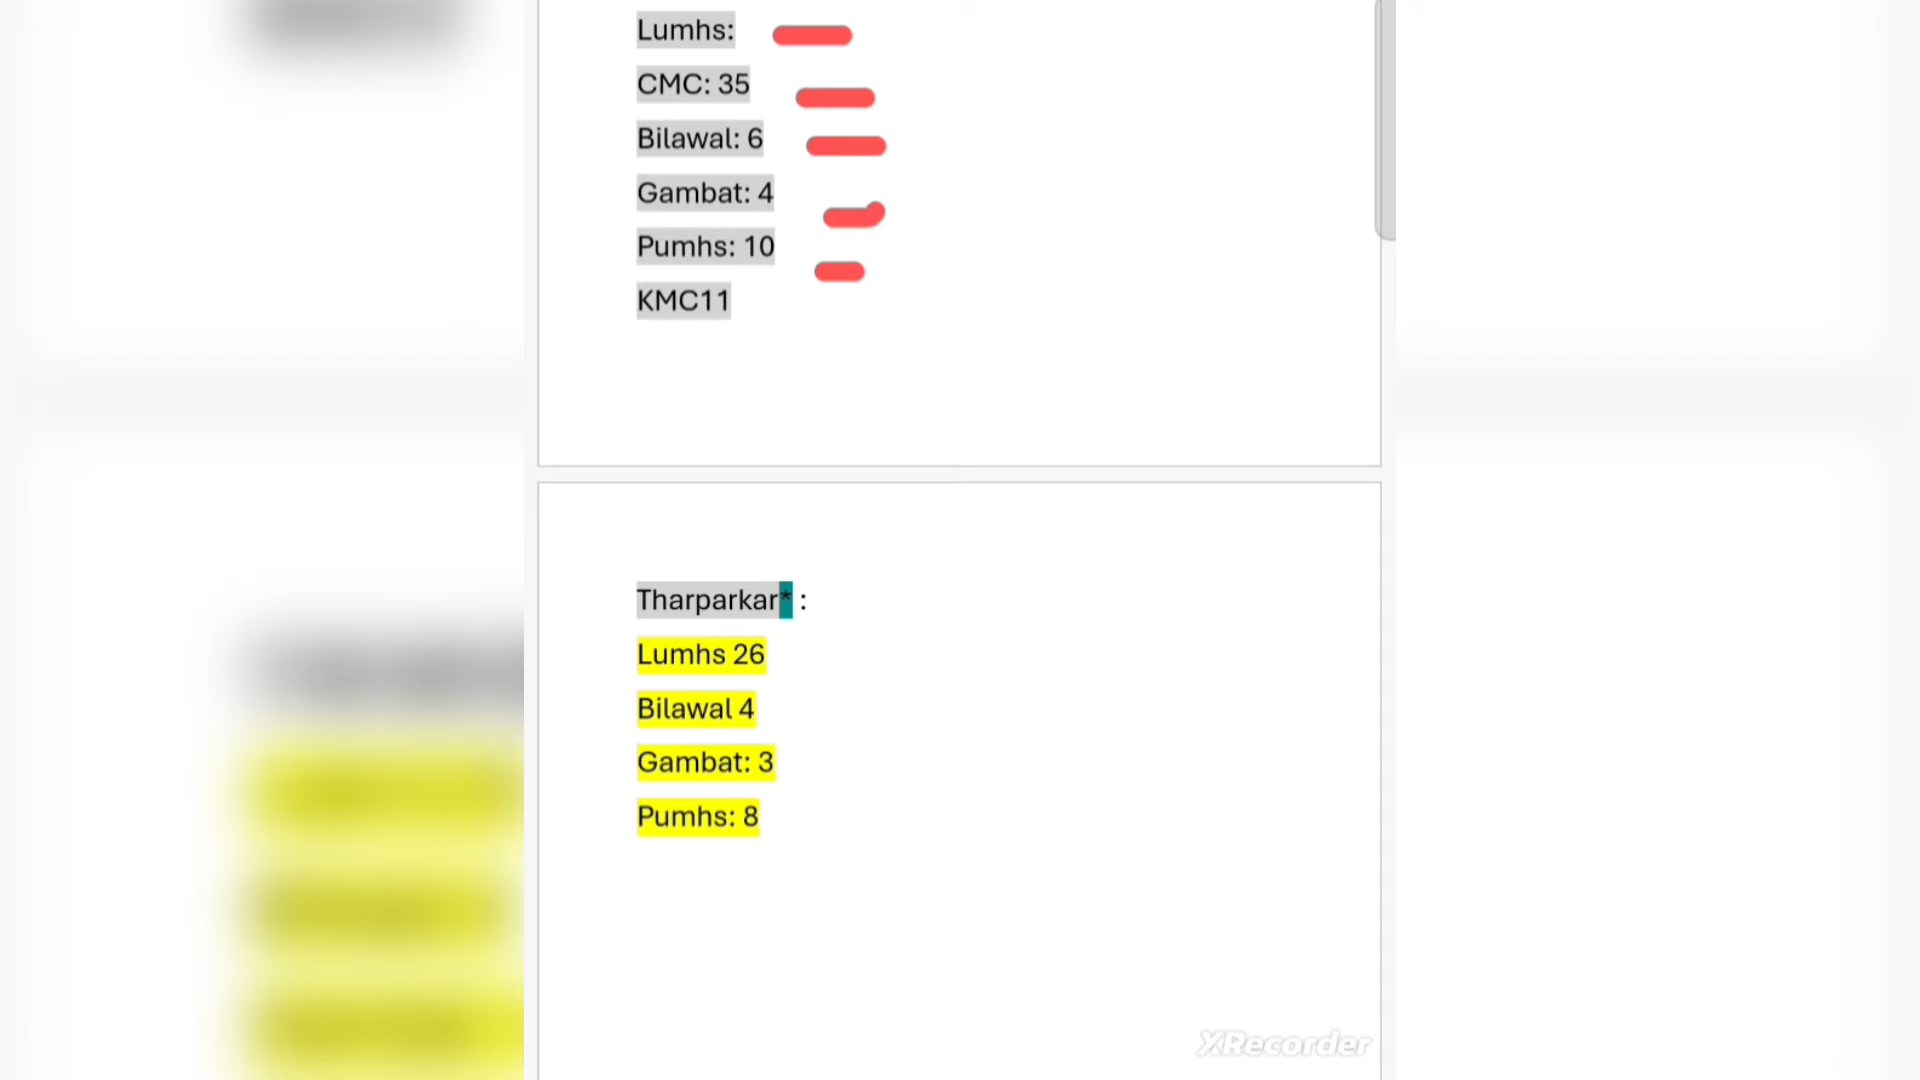 Lumhs:
CMC: 35
Bilawal: 6
Gambat: 4
Pumhs: 10
KMC11
Tharparkar* :
Lumhs 26
Bilawal 4
Gambat: 3
Pumhs: 8
XRecorder